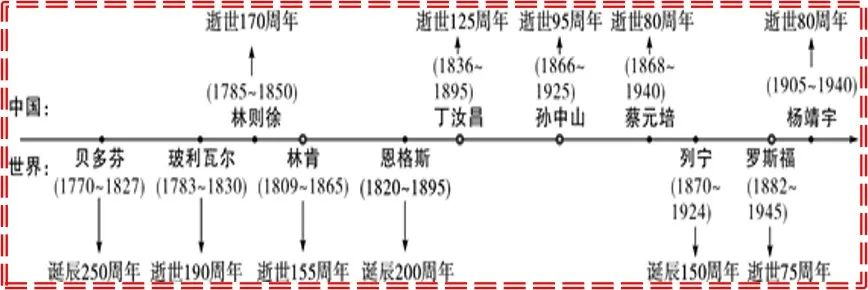 逝世170周年 逝世125周年 逝世95周年 逝世80周年 逝世80周年
(1785~1850) (1836~1895) (1866~1925) (1868~1940) (1905~1940)
中国: 林则徐 丁汝昌 孙中山 蔡元培 杨靖宇
世界: 贝多芬 玻利瓦尔 林肯 恩格斯 列宁 罗斯福
(1770~1827) (1783~1830) (1809~1865) (1820~1895) (1870~1924) (1882~1945)
诞辰250周年 逝世190周年 逝世155周年 诞辰200周年 诞辰150周年 逝世75周年